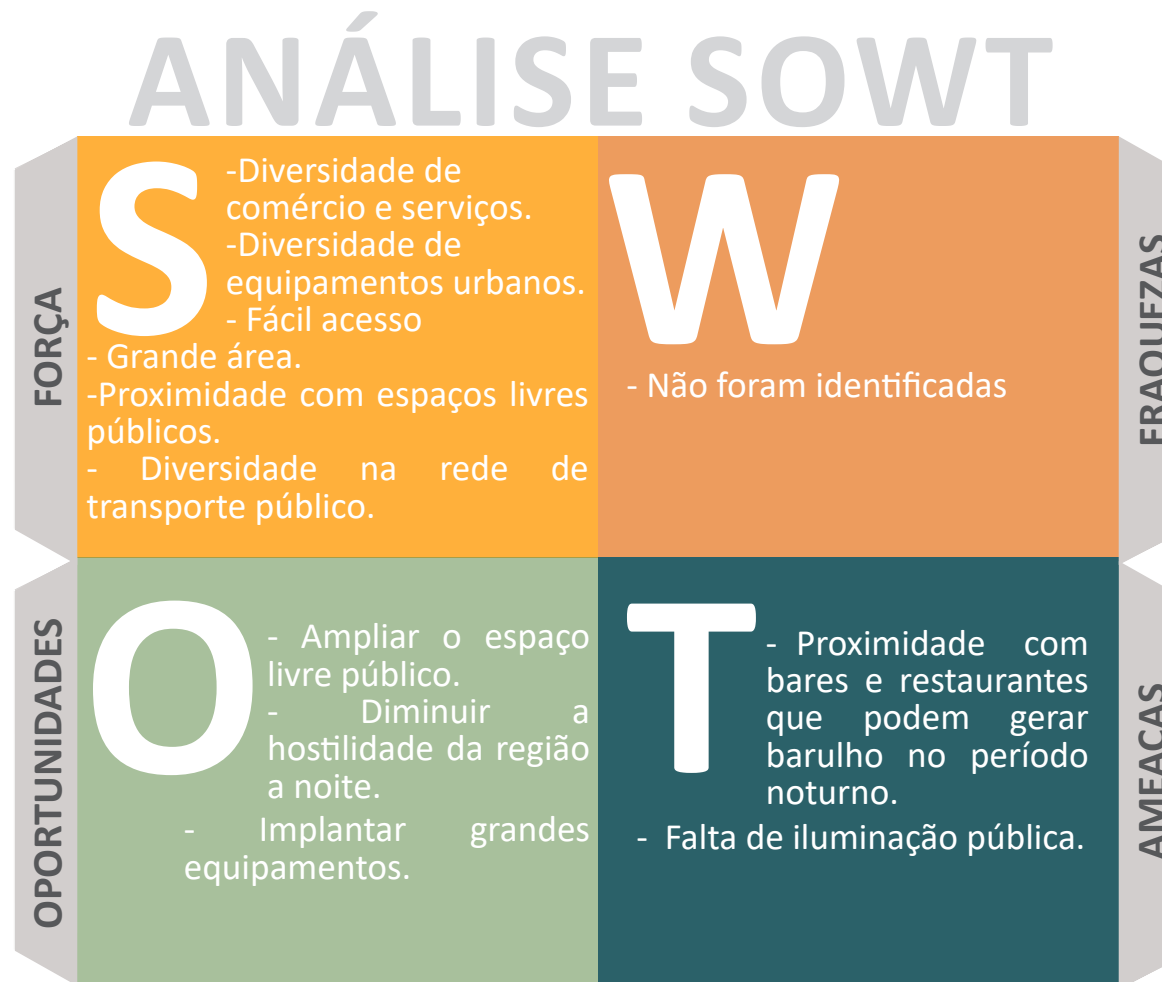 ANÁLISE SOWT
FORÇA
S
-Diversidade de
comércio e serviços.
-Diversidade de
equipamentos urbanos.
- Fácil acesso
- Grande área.
-Proximidade com espaços livres
públicos.
- Diversidade na rede de
transporte público.
W
- Não foram identificadas
FRAQUEZAS
OPORTUNIDADES
O
- Ampliar o espaço
livre público.
- Diminuir a
hostilidade da região
a noite.
- Implantar grandes
equipamentos.
T
- Proximidade com
bares e restaurantes
que podem gerar
barulho no período
noturno.
- Falta de iluminação pública.
AMEAÇAS